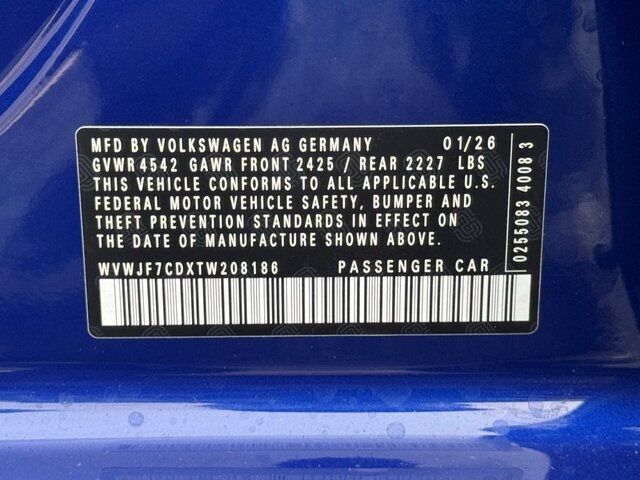 MFD BY VOLKSWAGEN AG GERMANY 01/26
GVWR 4542 GAWR FRONT 2425 / REAR 2227 LBS
THIS VEHICLE CONFORMS TO ALL APPLICABLE U.S.
FEDERAL MOTOR VEHICLE SAFETY, BUMPER AND
THEFT PREVENTION STANDARDS IN EFFECT ON
THE DATE OF MANUFACTURE SHOWN ABOVE.
WVWJF7CDXTW208186 PASSENGER CAR
0255083 4008 3